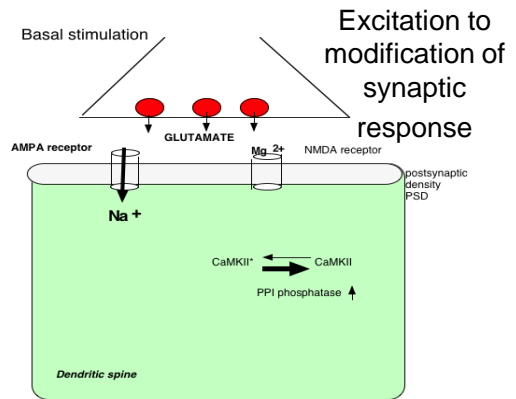 Excitation to
modification of
synaptic
response
Basal stimulation
GLUTAMATE
AMPA receptor
Mg 2+
NMDA receptor
postsynaptic
density
PSD
Na +
CaMKII*
CaMKII
PPI phosphatase
Dendritic spine